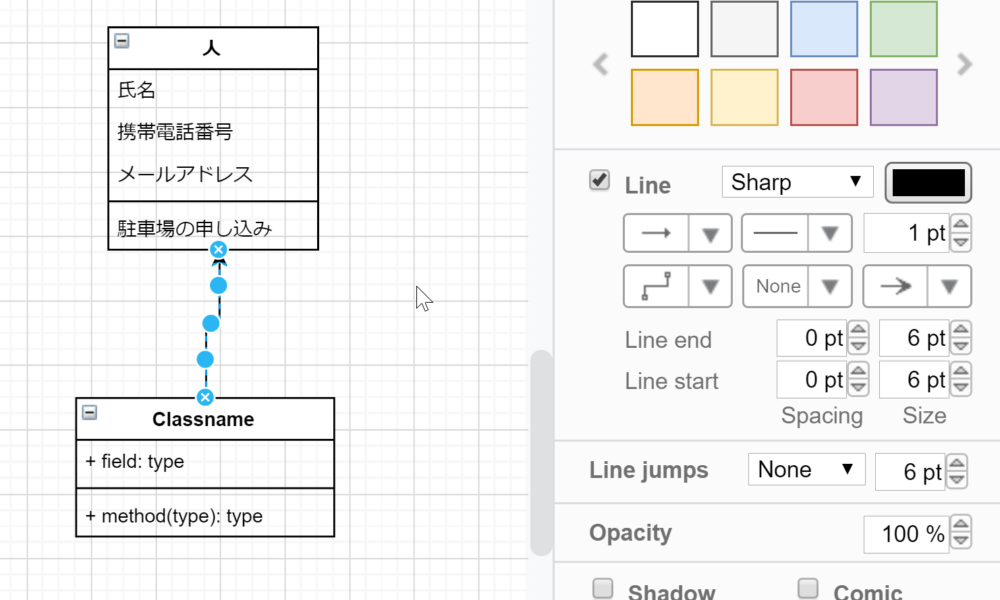 人
氏名
携帯電話番号
メールアドレス
駐車場の申し込み
Classname
+ field: type
+ method(type): type
Line
Sharp
1 pt
None
Line end
0 pt
6 pt
Line start
0 pt
6 pt
Spacing
Size
Line jumps
None
6 pt
Opacity
100 %
Shadow
Comic